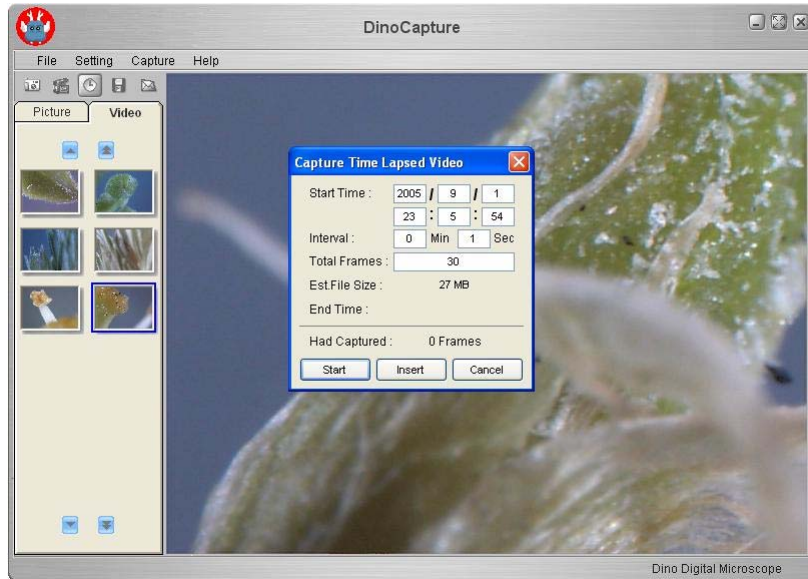 DinoCapture
File Setting Capture Help
Picture Video
Capture Time Lapsed Video
Start Time : 2005 / 9 / 1
23 : 5 : 54
Interval : 0 Min 1 Sec
Total Frames : 30
Est.File Size : 27 MB
End Time :
Had Captured : 0 Frames
Start Insert Cancel
Dino Digital Microscope